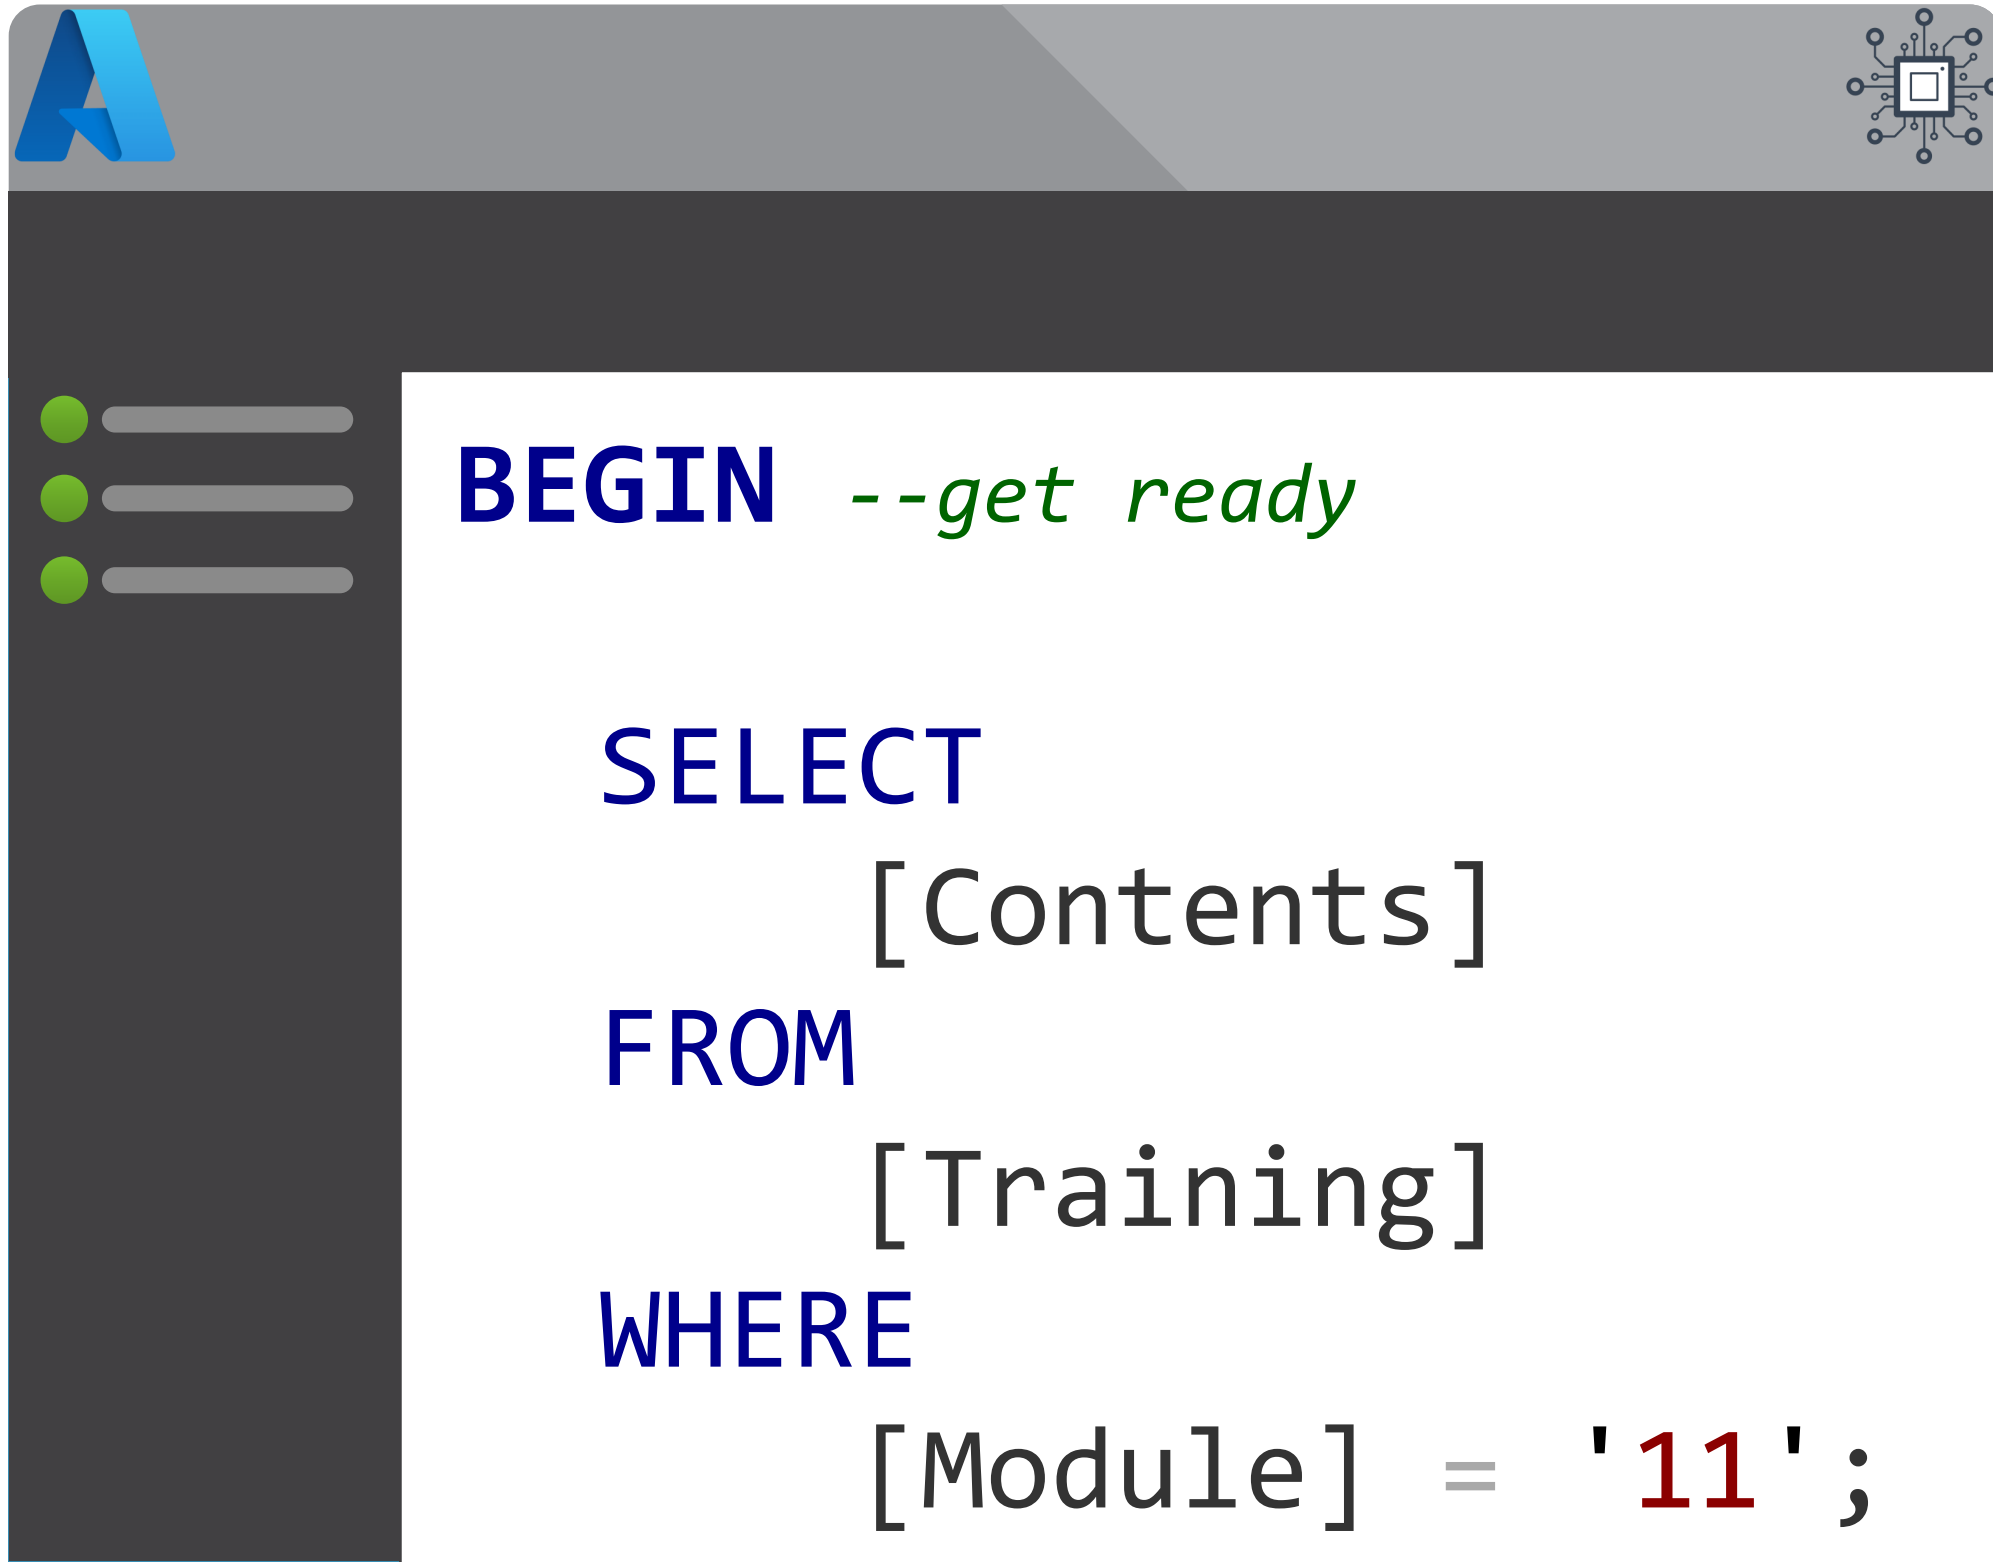 BEGIN --get ready
SELECT
[Contents]
FROM
[Training]
WHERE
[Module] = '11';